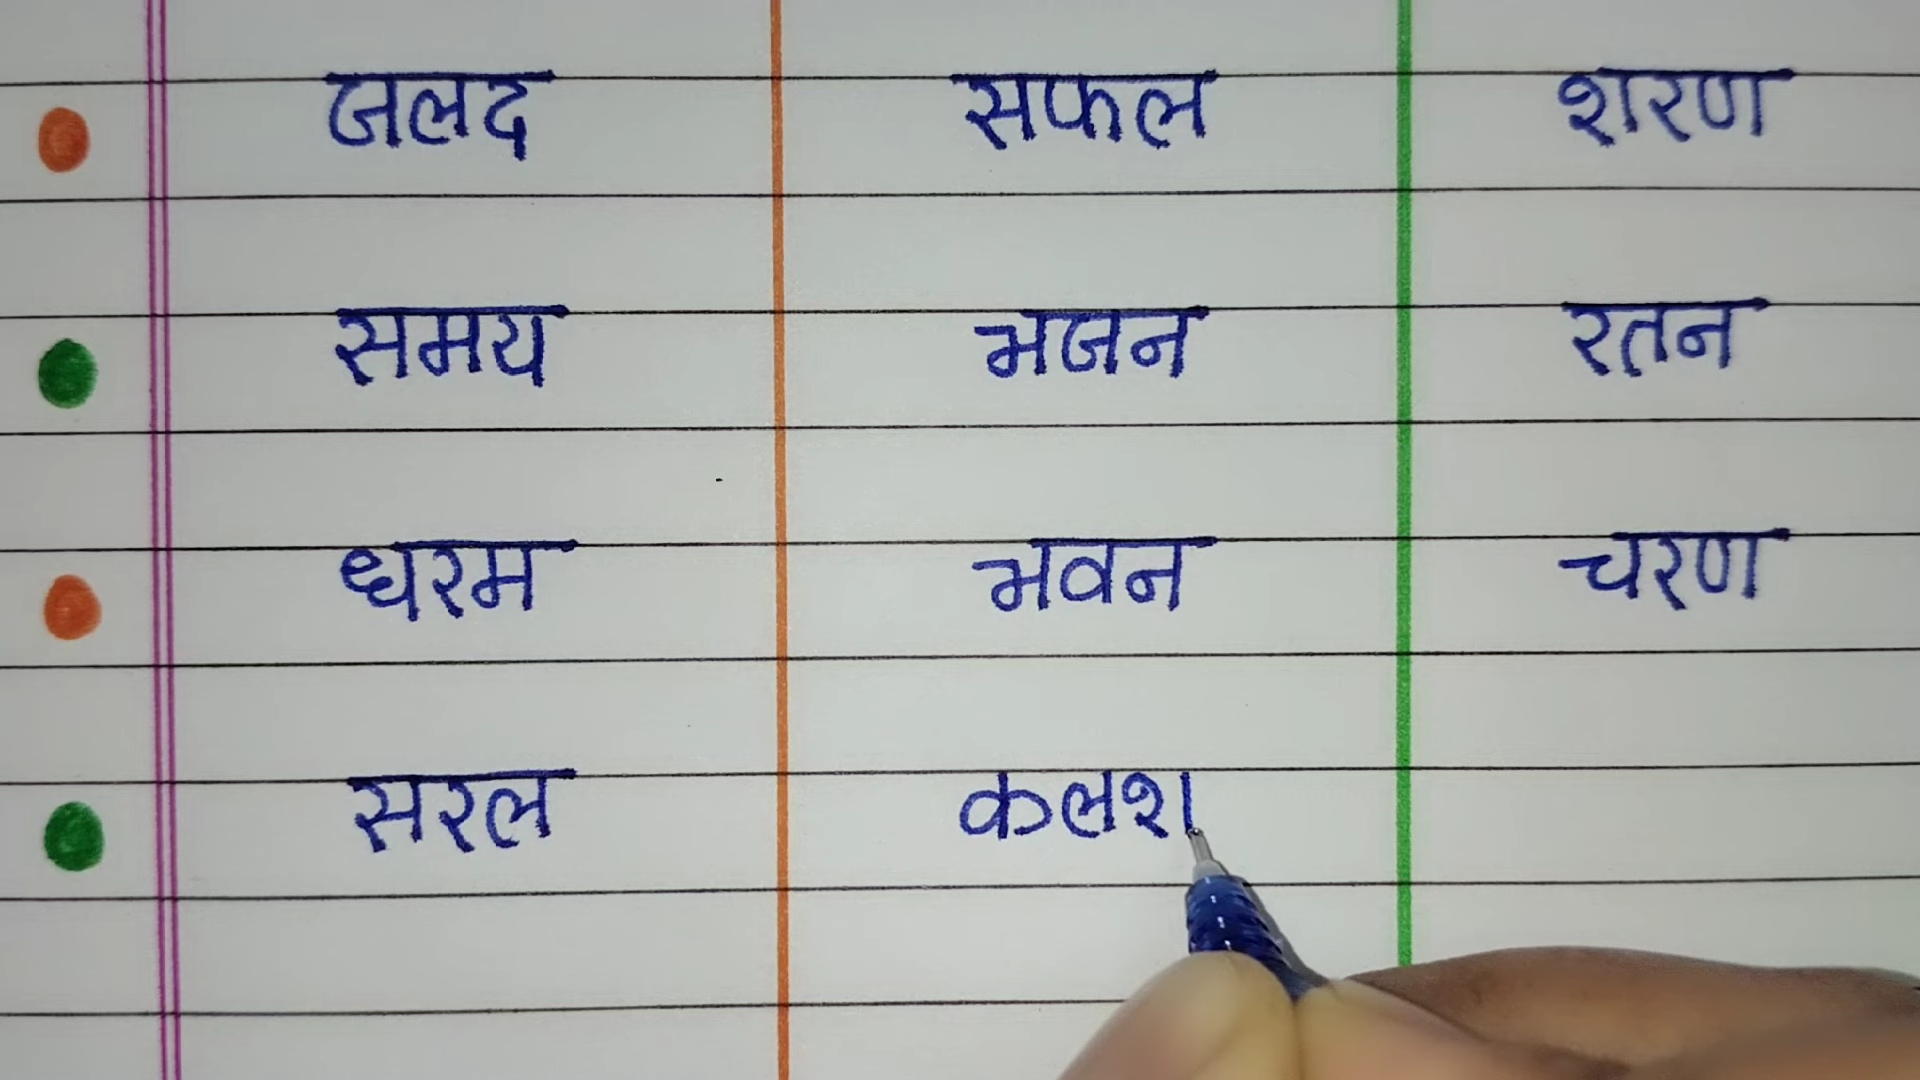 जलद सफल शरण
समय भजन रतन
धरम भवन चरण
सरल कलश